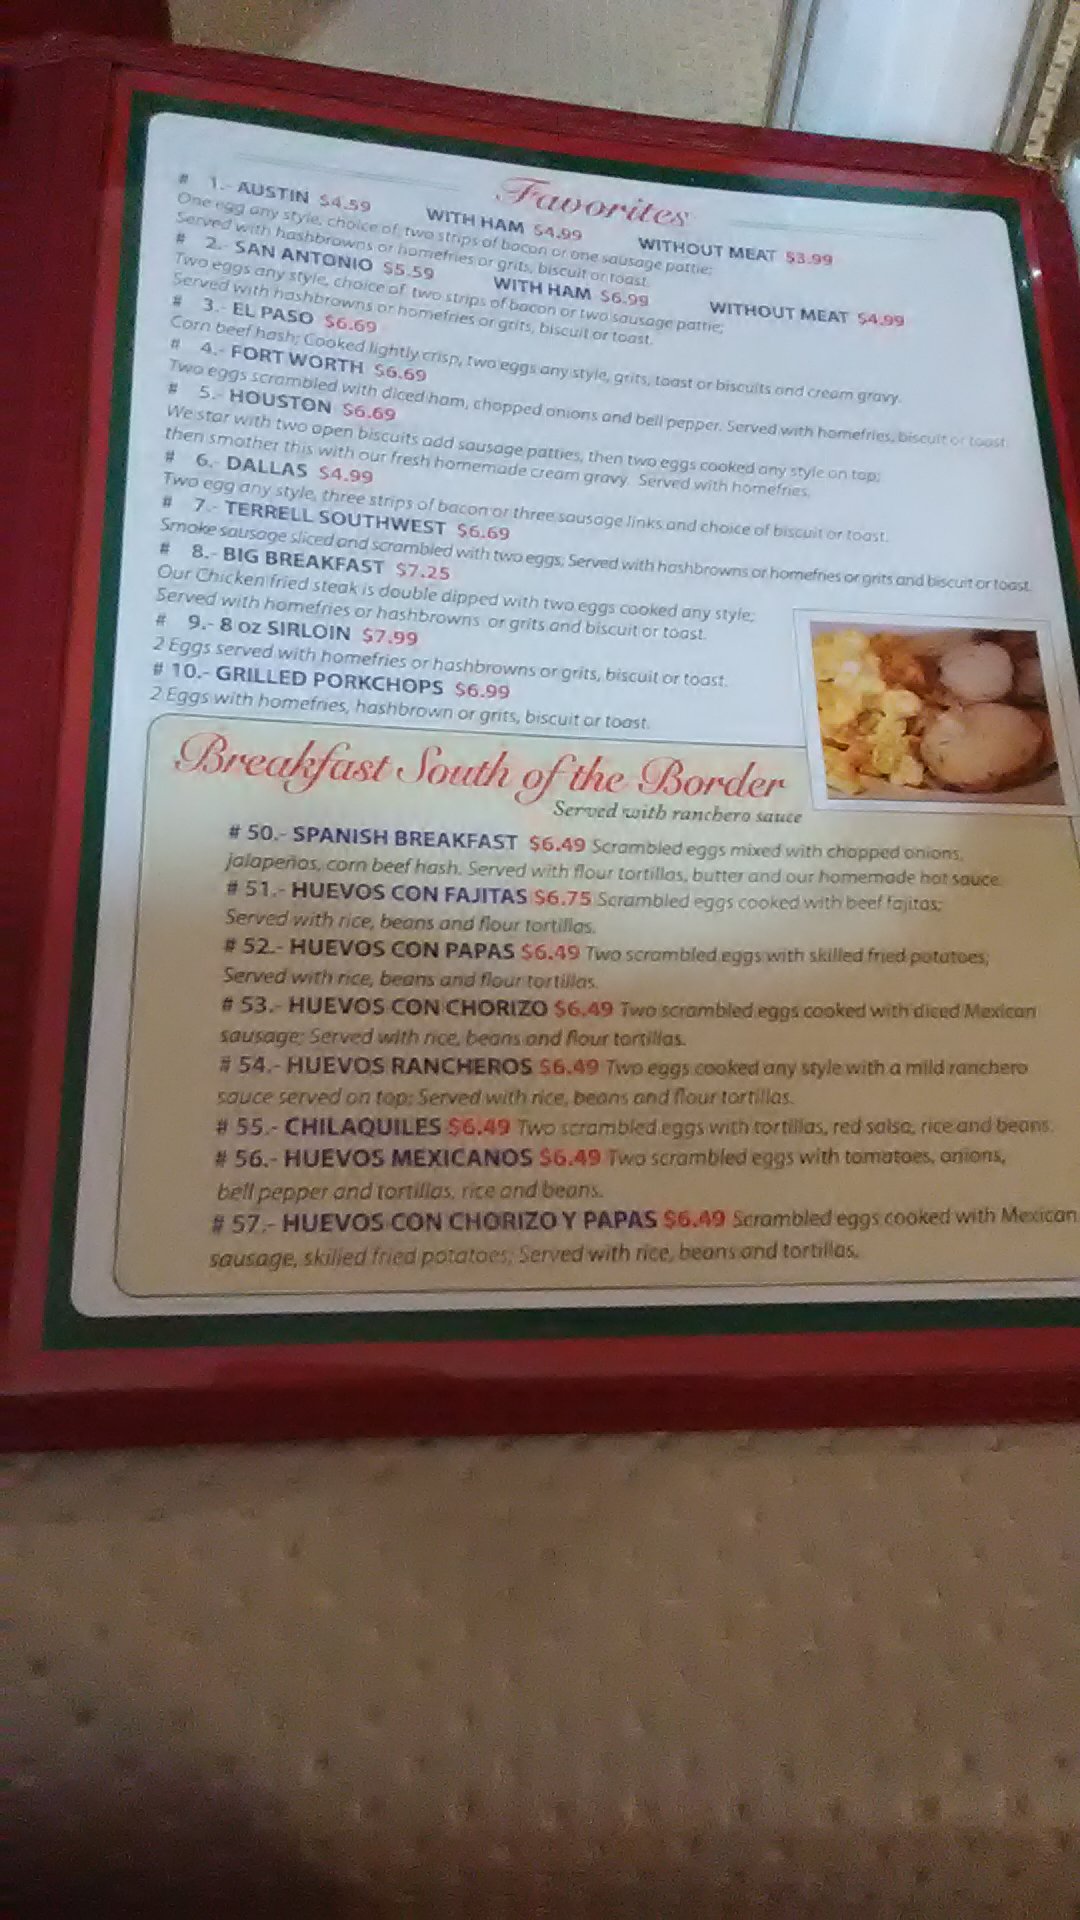 Favorites
# 1.- AUSTIN $4.59 WITH HAM $4.99 WITHOUT MEAT $3.99
One egg any style, choice of two strips of bacon or one sausage pattie;
Served with hashbrowns or homefries or grits, biscuit or toast.
# 2.- SAN ANTONIO $5.59 WITH HAM $6.99 WITHOUT MEAT $4.99
Two eggs any style, choice of two strips of bacon or two sausage pattie;
Served with hashbrowns or homefries or grits, biscuit or toast.
# 3.- EL PASO $6.69
Corn beef hash; Cooked lightly crisp, two eggs any style, grits, toast or biscuits and cream gravy.
# 4.- FORT WORTH $6.69
Two eggs scrambled with diced ham, chopped onions and bell pepper. Served with homefries, biscuit or toast.
# 5.- HOUSTON $6.69
We star with two open biscuits add sausage patties, then two eggs cooked any style on top;
then smother this with our fresh homemade cream gravy. Served with homefries.
# 6.- DALLAS $4.99
Two egg any style, three strips of bacon or three sausage links and choice of biscuit or toast.
# 7.- TERRELL SOUTHWEST $6.69
Smoke sausage sliced and scrambled with two eggs; Served with hashbrowns or homefries or grits and biscuit or toast.
# 8.- BIG BREAKFAST $7.25
Our Chicken fried steak is double dipped with two eggs cooked any style;
Served with homefries or hashbrowns or grits and biscuit or toast.
# 9.- 8 oz SIRLOIN $7.99
2 Eggs served with homefries or hashbrowns or grits, biscuit or toast.
# 10.- GRILLED PORKCHOPS $6.99
2 Eggs with homefries, hashbrown or grits, biscuit or toast.
Breakfast South of the Border
Served with ranchero sauce
# 50.- SPANISH BREAKFAST $6.49 Scrambled eggs mixed with chopped onions,
jalapeños, corn beef hash. Served with flour tortillas, butter and our homemade hot sauce.
# 51.- HUEVOS CON FAJITAS $6.75 Scrambled eggs cooked with beef fajitas;
Served with rice, beans and flour tortillas.
# 52.- HUEVOS CON PAPAS $6.49 Two scrambled eggs with skilled fried potatoes;
Served with rice, beans and flour tortillas.
# 53.- HUEVOS CON CHORIZO $6.49 Two scrambled eggs cooked with diced Mexican
sausage; Served with rice, beans and flour tortillas.
# 54.- HUEVOS RANCHEROS $6.49 Two eggs cooked any style with a mild ranchero
sauce served on top; Served with rice, beans and flour tortillas.
# 55.- CHILAQUILES $6.49 Two scrambled eggs with tortillas, red salsa, rice and beans.
# 56.- HUEVOS MEXICANOS $6.49 Two scrambled eggs with tomatoes, onions,
bell pepper and tortillas, rice and beans.
# 57.- HUEVOS CON CHORIZO Y PAPAS $6.49 Scrambled eggs cooked with Mexican
sausage, skilled fried potatoes; Served with rice, beans and tortillas.